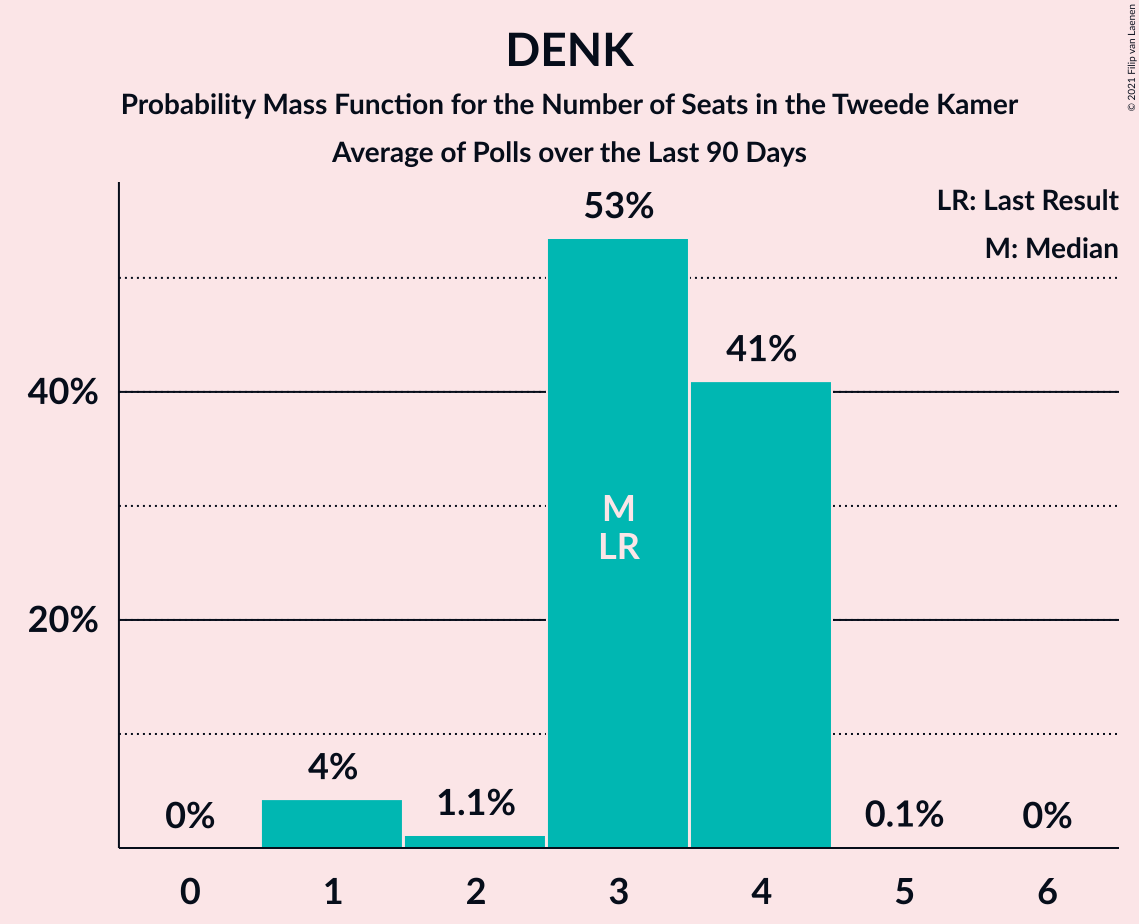 DENK
Probability Mass Function for the Number of Seats in the Tweede Kamer
Average of Polls over the Last 90 Days
© 2021 Filip van Laenen
LR: Last Result
M: Median
53%
41%
40%
M
LR
20%
4%
1.1%
0%
0.1%
0%
0 1 2 3 4 5 6